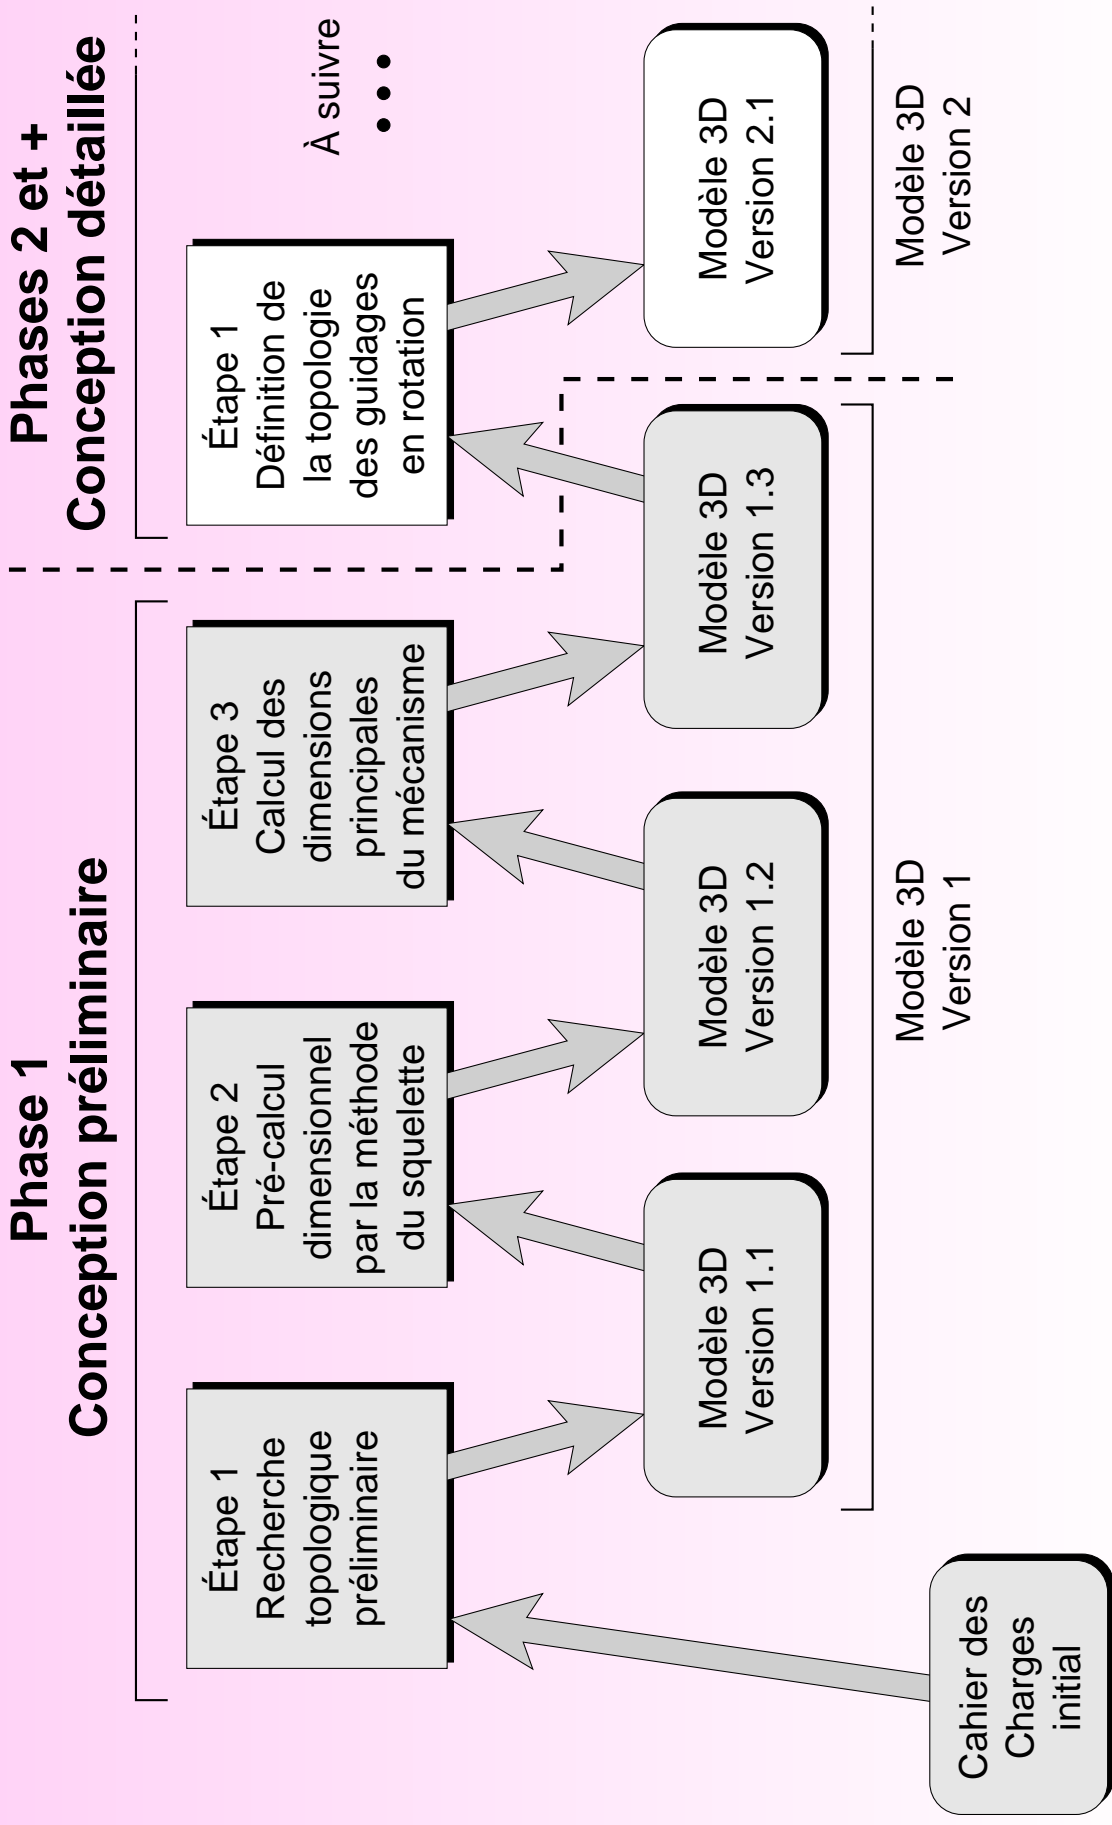 Phase 1
Conception préliminaire
Phases 2 et +
Conception détaillée
Étape 1
Recherche
topologique
préliminaire
Étape 2
Pré-calcul
dimensionnel
par la méthode
du squelette
Étape 3
Calcul des
dimensions
principales
du mécanisme
Étape 1
Définition de
la topologie
des guidages
en rotation
À suivre
Modèle 3D
Version 1.1
Modèle 3D
Version 1.2
Modèle 3D
Version 1.3
Modèle 3D
Version 2.1
Modèle 3D
Version 1
Modèle 3D
Version 2
Cahier des
Charges
initial